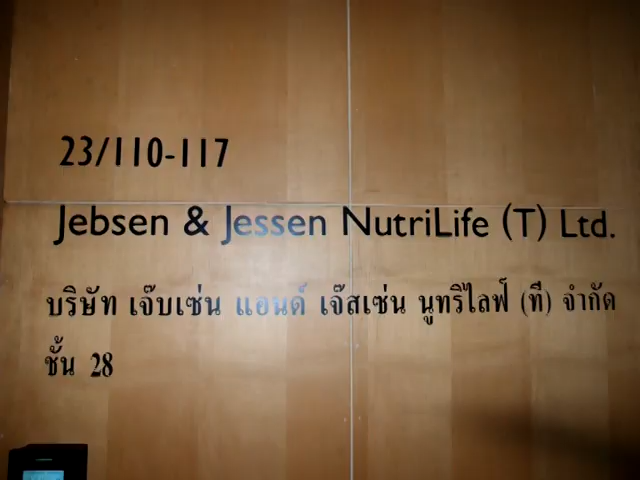 23/110-117
Jebsen & Jessen NutriLife (T) Ltd.
บริษัท เจ๊บเซ่น แอนด์ เจ๊สเซ่น นูทริไลฟ์ (ที) จำกัด
ชั้น 28